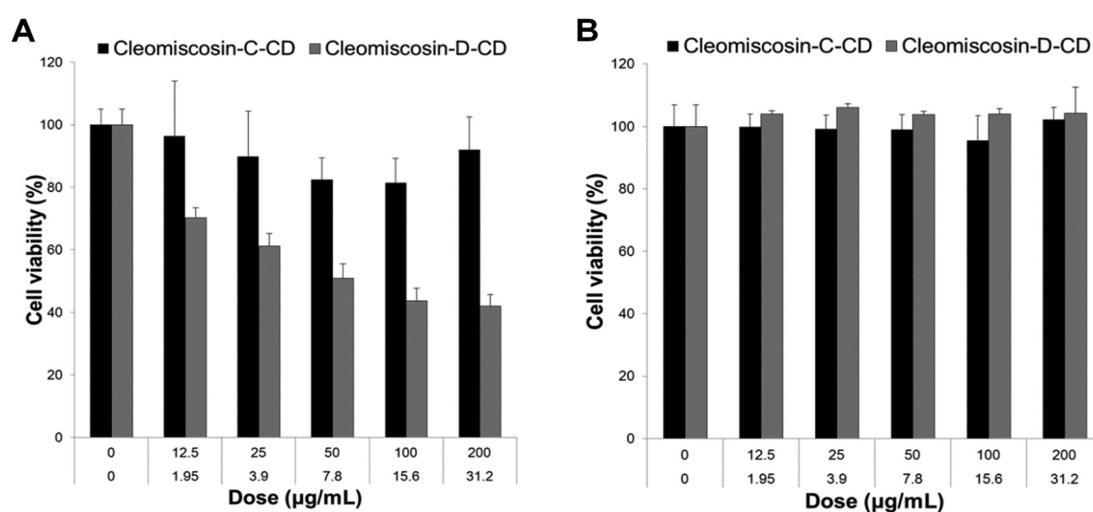 A
Cleomiscosin-C-CD Cleomiscosin-D-CD
Cell viability (%)
120
100
80
60
40
20
0
0 12.5 25 50 100 200
0 1.95 3.9 7.8 15.6 31.2
Dose (µg/mL)
B
Cleomiscosin-C-CD Cleomiscosin-D-CD
Cell viability (%)
120
100
80
60
40
20
0
0 12.5 25 50 100 200
0 1.95 3.9 7.8 15.6 31.2
Dose (µg/mL)